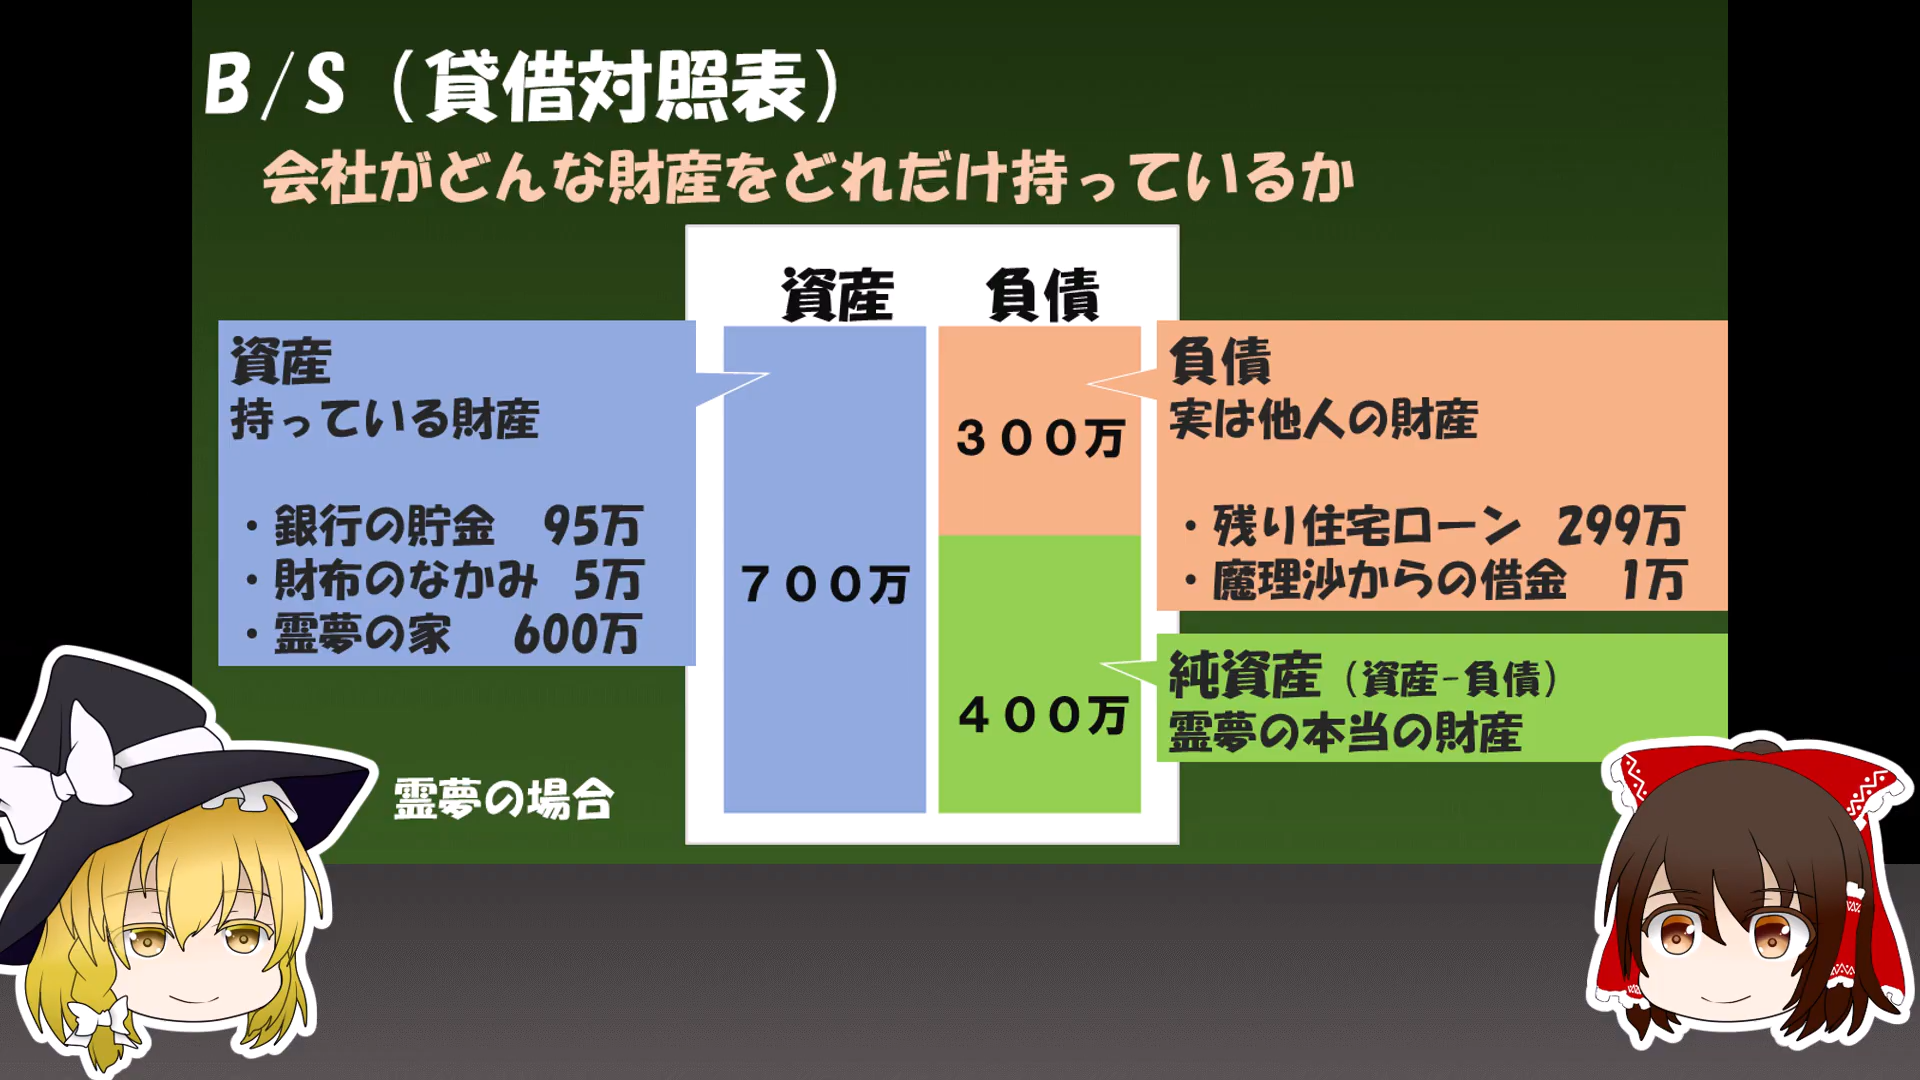 B/S（貸借対照表）
会社がどんな財産をどれだけ持っているか
資産　負債
資産
持っている財産
・銀行の貯金　95万
・財布のなかみ　5万
・霊夢の家　600万
７００万
３００万
４００万
負債
実は他人の財産
・残り住宅ローン　299万
・魔理沙からの借金　1万
純資産（資産-負債）
霊夢の本当の財産
霊夢の場合